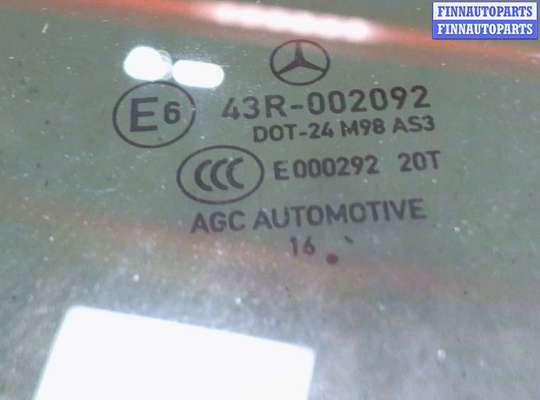 FINNAUTOPARTS
FINNAUTOPARTS
E6 43R-002092
DOT-24 M98 AS3
CCC E000292 20T
AGC AUTOMOTIVE
16